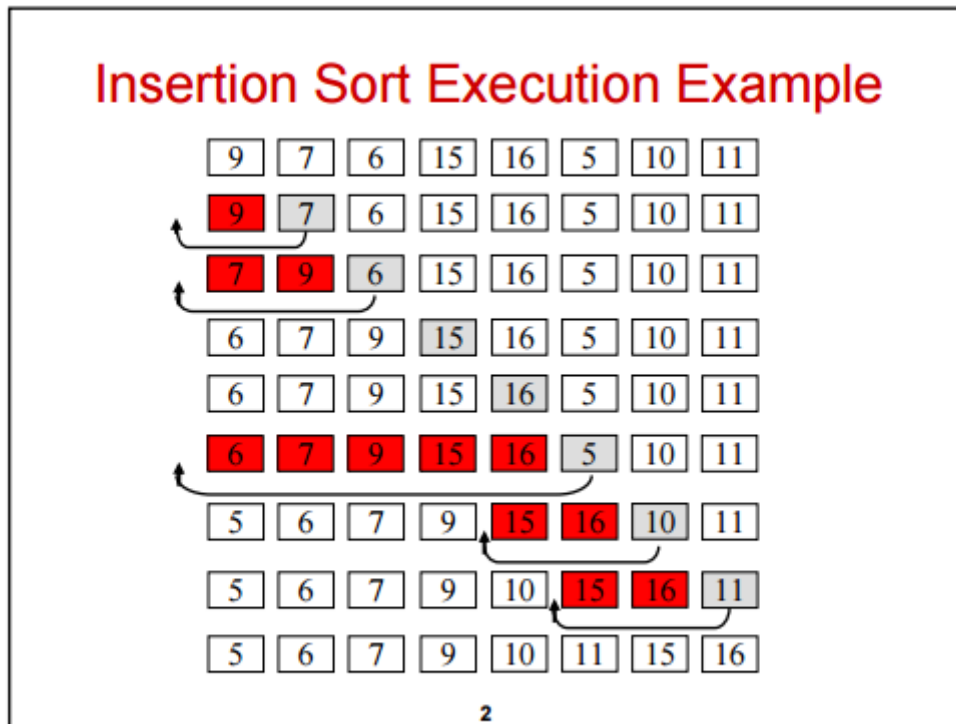 Insertion Sort Execution Example
9 7 6 15 16 5 10 11
9 7 6 15 16 5 10 11
7 9 6 15 16 5 10 11
6 7 9 15 16 5 10 11
6 7 9 15 16 5 10 11
6 7 9 15 16 5 10 11
5 6 7 9 15 16 10 11
5 6 7 9 10 15 16 11
5 6 7 9 10 11 15 16
2